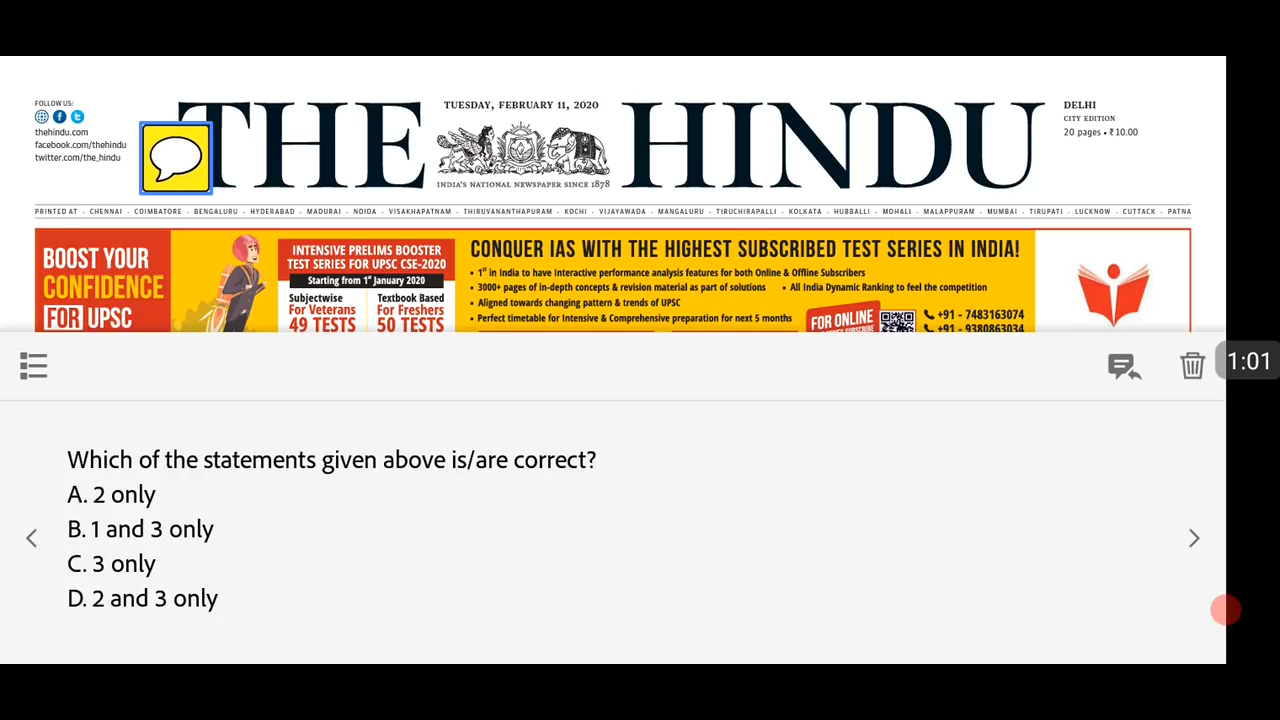 FOLLOW US:
thehindu.com
facebook.com/thehindu
twitter.com/the_hindu
THE HINDU
TUESDAY, FEBRUARY 11, 2020
INDIA'S NATIONAL NEWSPAPER SINCE 1878
DELHI
CITY EDITION
20 pages • ₹10.00
PRINTED AT - CHENNAI - COIMBATORE - BENGALURU - HYDERABAD - MADURAI - NOIDA - VISAKHAPATNAM - THIRUVANANTHAPURAM - KOCHI - VIJAYAWADA - MANGALURU - TIRUCHIRAPALLI - KOLKATA - HUBBALLI - MOHALI - MALAPPURAM - MUMBAI - TIRUPATI - LUCKNOW - CUTTACK - PATNA
BOOST YOUR
CONFIDENCE
FOR UPSC
INTENSIVE PRELIMS BOOSTER
TEST SERIES FOR UPSC CSE-2020
Starting from 1st January 2020
Subjectwise
For Veterans
49 TESTS
Textbook Based
For Freshers
50 TESTS
CONQUER IAS WITH THE HIGHEST SUBSCRIBED TEST SERIES IN INDIA!
• 1st in India to have Interactive performance analysis features for both Online & Offline Subscribers
• 3000+ pages of in-depth concepts & revision material as part of solutions • All India Dynamic Ranking to feel the competition
• Aligned towards changing pattern & trends of UPSC
• Perfect timetable for Intensive & Comprehensive preparation for next 5 months
FOR ONLINE
+91 - 7483163074
+91 - 9380863034
1:01
Which of the statements given above is/are correct?
A. 2 only
B. 1 and 3 only
C. 3 only
D. 2 and 3 only